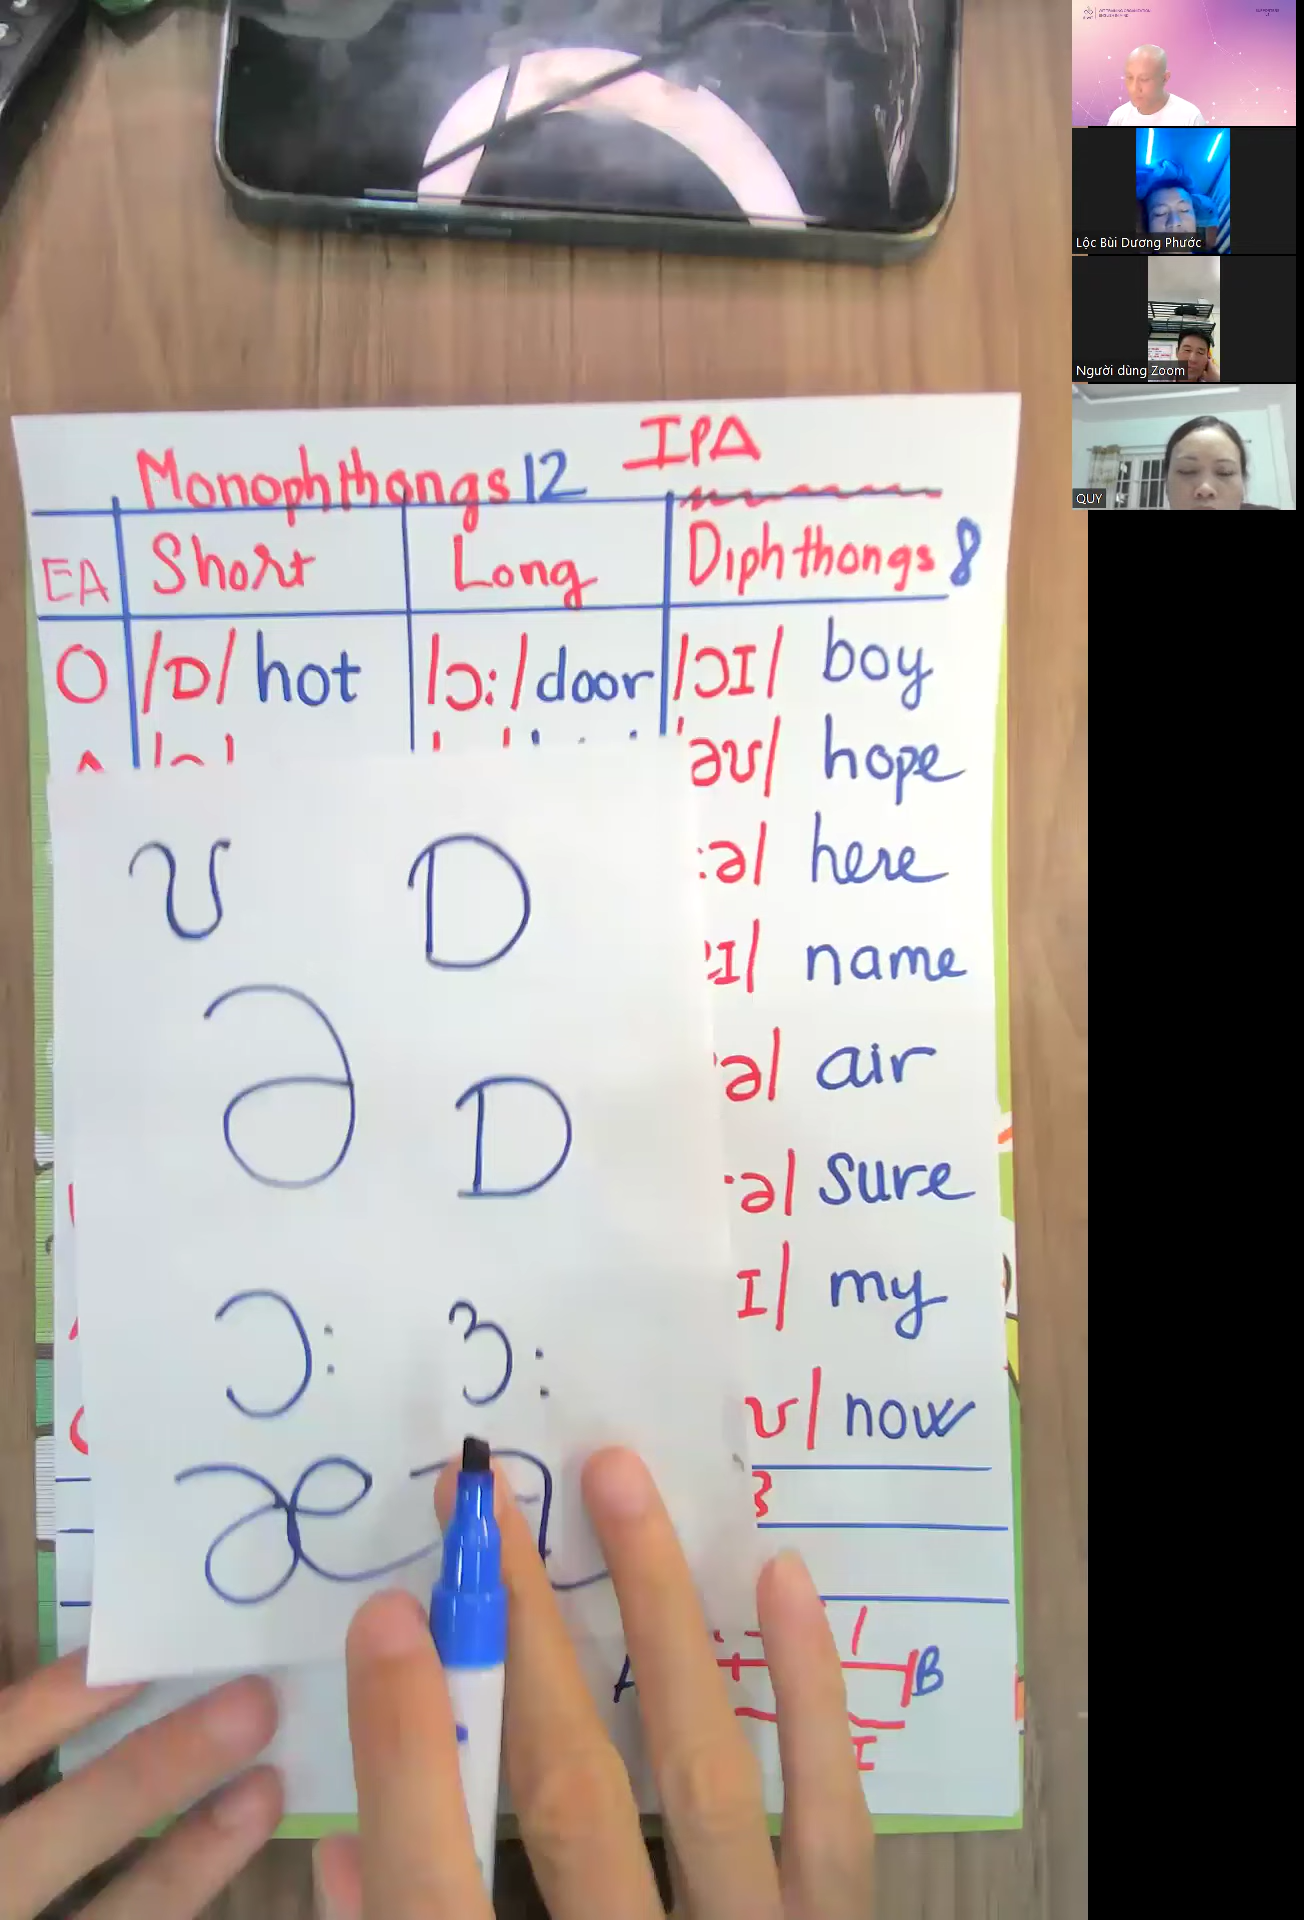 IPA
Monophthongs 12
EA Short Long Diphthongs 8
O /ɒ/ hot /ɔ:/ door /ɔɪ/ boy
əʊ/ hope
:ə/ here
ɪ/ name
ə/ air
ə/ sure
ɪ/ my
ʊ/ now
3
B
I
ʊ D
ə D
ɔ: ɜ:
æ
Lộc Bùi Dương Phước
Người dùng Zoom
QUY